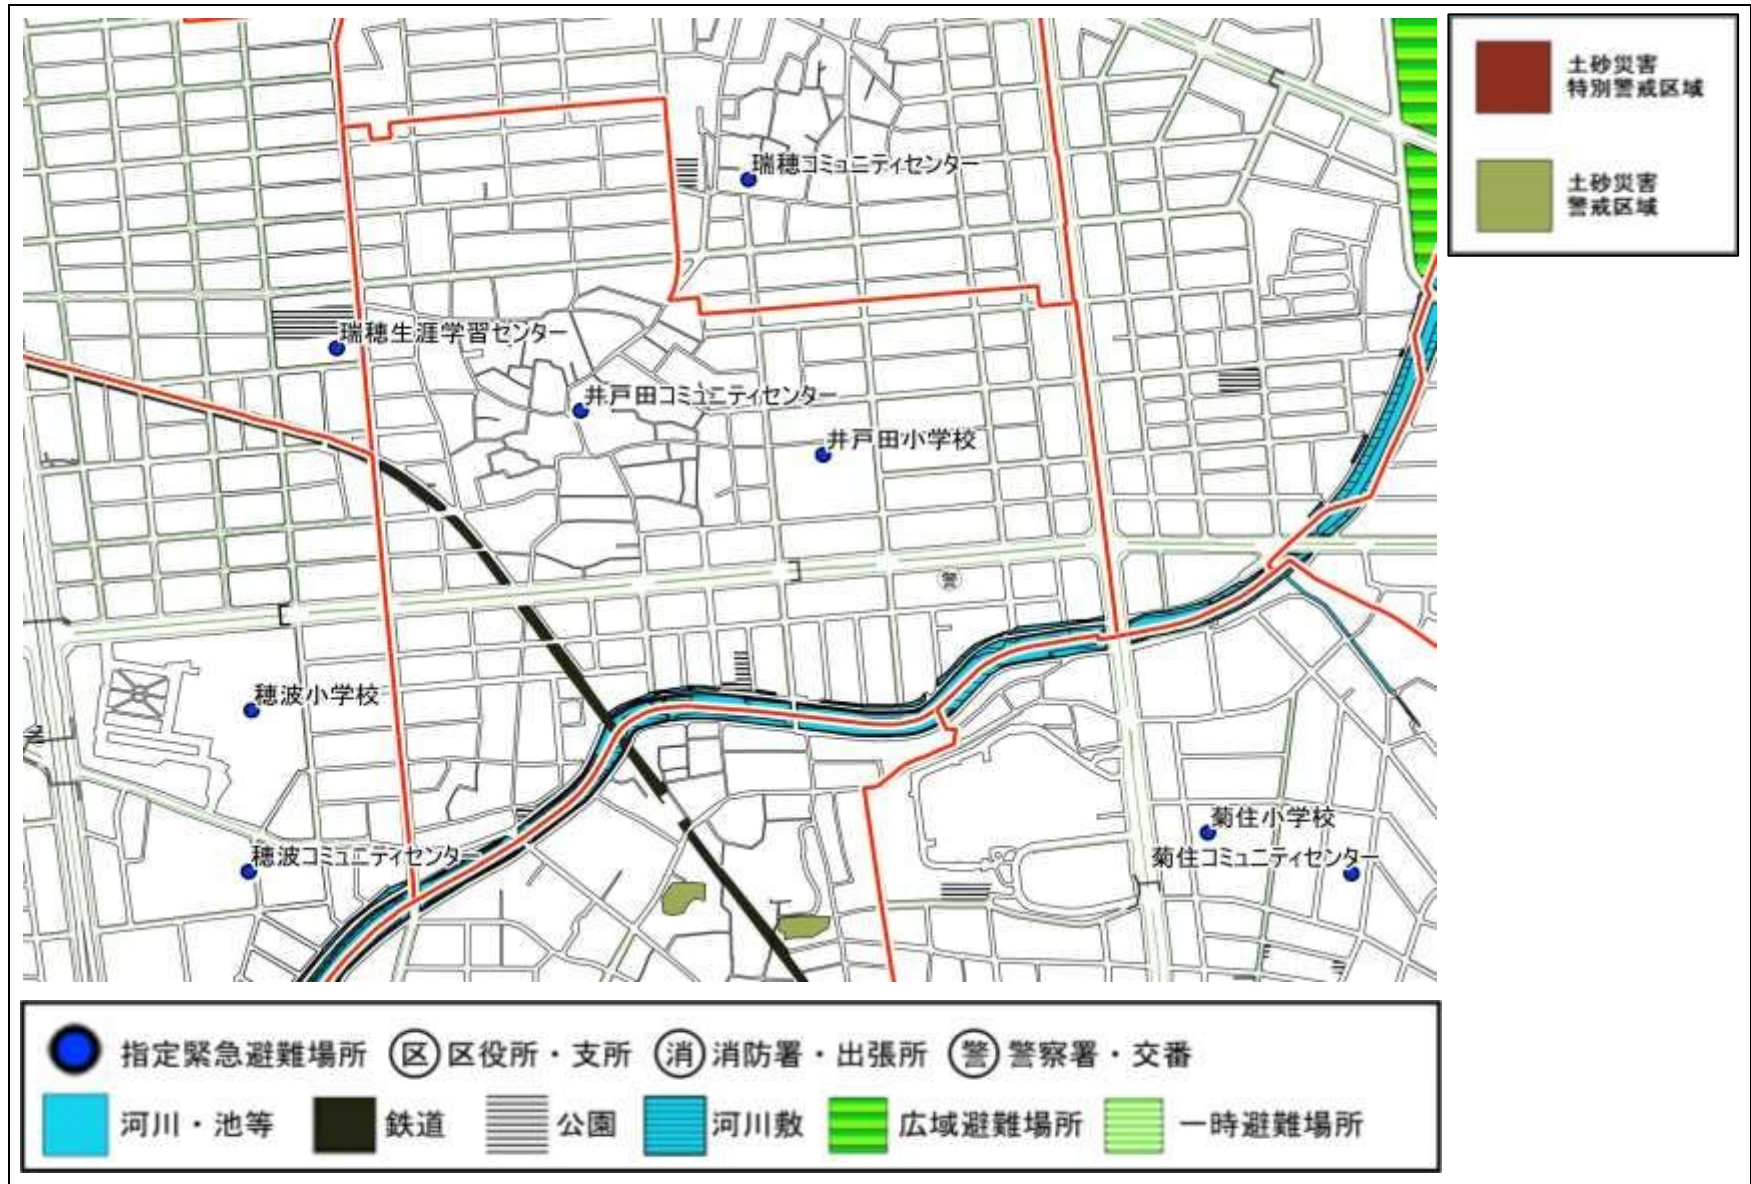 土砂災害
特別警戒区域
土砂災害
警戒区域
瑞穂コミュニティセンター
瑞穂生涯学習センター
井戸田コミュニティセンター
井戸田小学校
警
穂波小学校
菊住小学校
穂波コミュニティセンター
菊住コミュニティセンター
指定緊急避難場所 区 区役所・支所 消 消防署・出張所 警 警察署・交番
河川・池等 鉄道 公園 河川敷 広域避難場所 一時避難場所